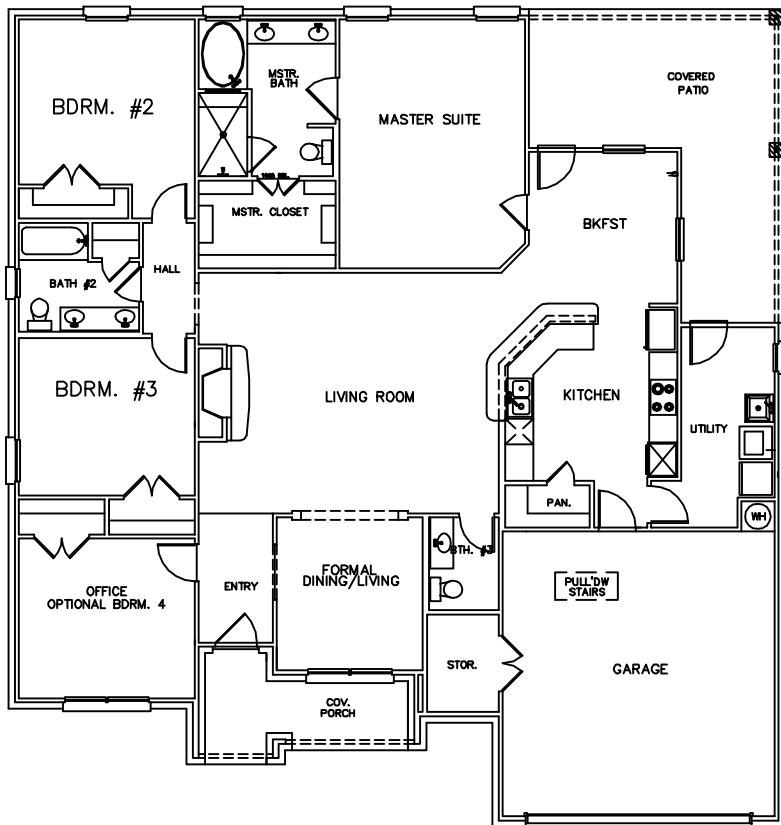 MSTR.
BATH
COVERED
PATIO
BDRM. #2
MASTER SUITE
MSTR. CLOSET
BKFST
HALL
BATH #2
BDRM. #3
LIVING ROOM
KITCHEN
UTILITY
PAN.
WH
BTH. #3
FORMAL
DINING/LIVING
ENTRY
OFFICE
OPTIONAL BDRM. 4
PULL'DW
STAIRS
STOR.
GARAGE
COV.
PORCH